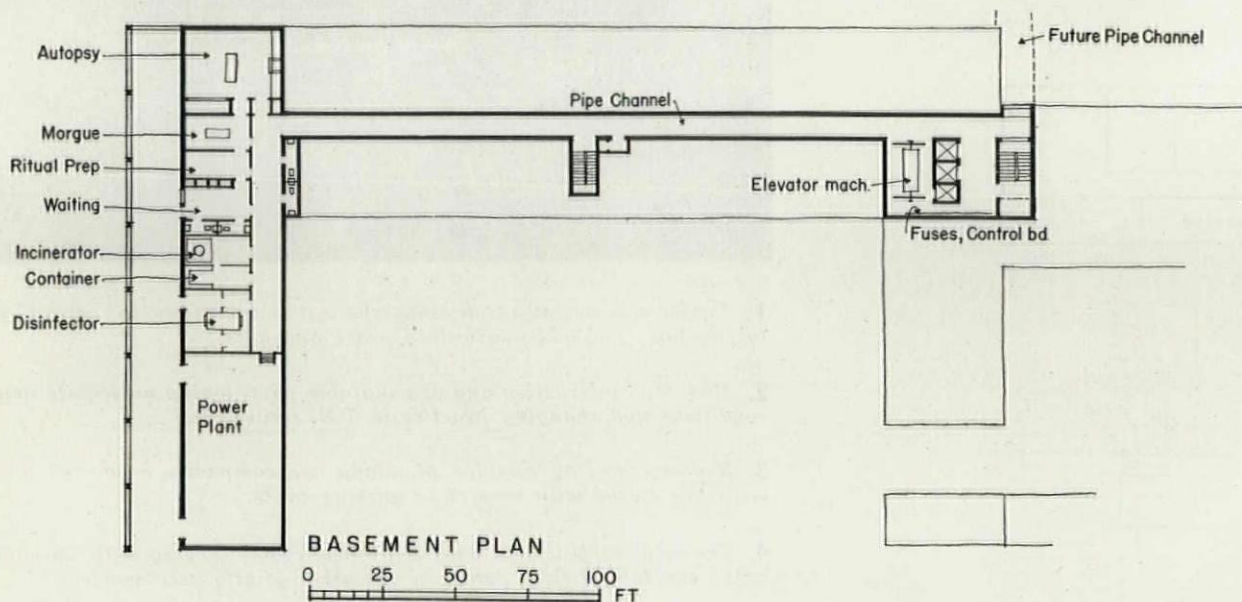 Autopsy
Future Pipe Channel
Pipe Channel
Morgue
Ritual Prep
Elevator mach.
Waiting
Fuses, Control bd
Incinerator
Container
Disinfector
Power
Plant
BASEMENT PLAN
0 25 50 75 100
FT